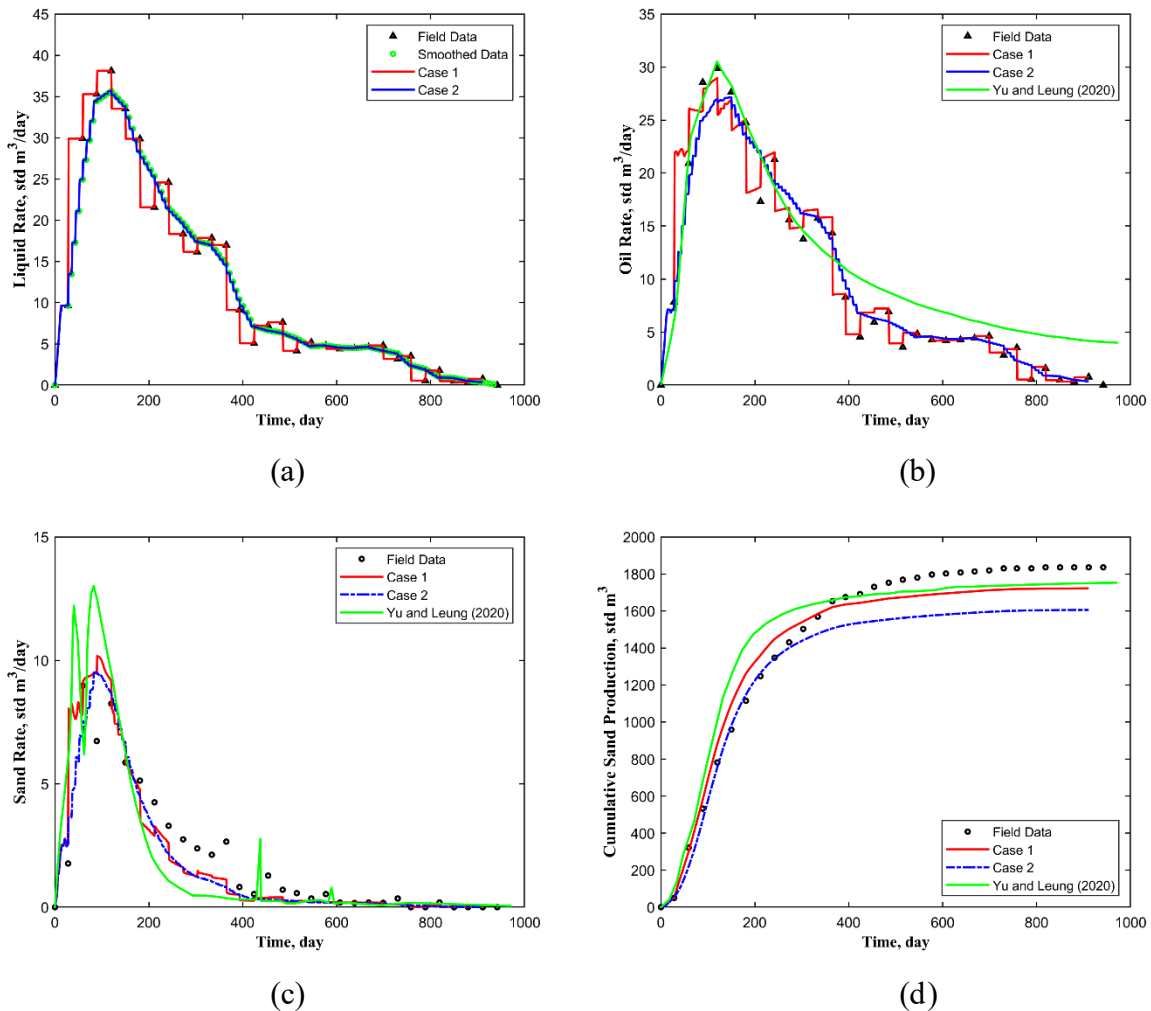 45
40
35
30
25
20
15
10
5
0
Liquid Rate, std m³/day
Field Data
Smoothed Data
Case 1
Case 2
0 200 400 600 800 1000
Time, day
(a)
35
30
25
20
15
10
5
0
Oil Rate, std m³/day
Field Data
Case 1
Case 2
Yu and Leung (2020)
0 200 400 600 800 1000
Time, day
(b)
15
10
5
0
Sand Rate, std m³/day
Field Data
Case 1
Case 2
Yu and Leung (2020)
0 200 400 600 800 1000
Time, day
(c)
2000
1800
1600
1400
1200
1000
800
600
400
200
0
Cumulative Sand Production, std m³
Field Data
Case 1
Case 2
Yu and Leung (2020)
0 200 400 600 800 1000
Time, day
(d)